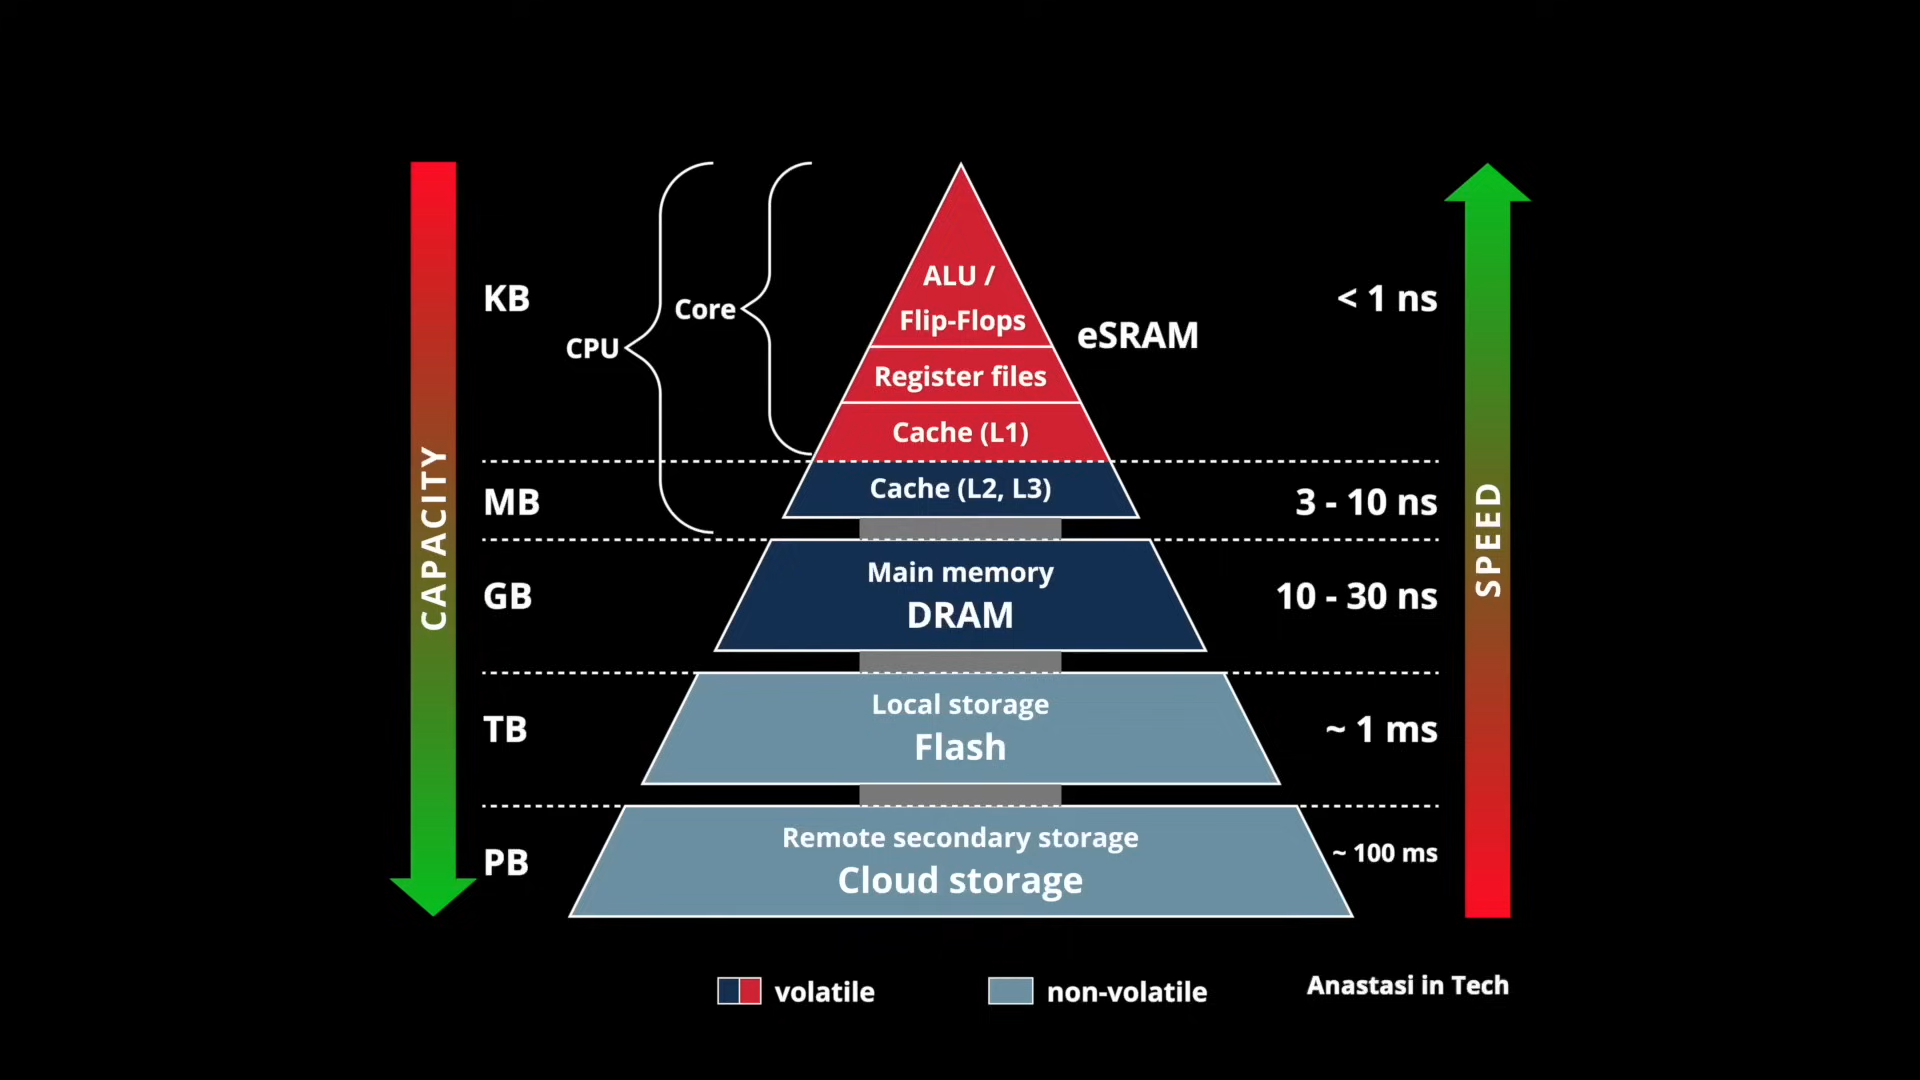 KB
CPU
Core
ALU /
Flip-Flops
Register files
Cache (L1)
eSRAM
< 1 ns
CAPACITY
MB
Cache (L2, L3)
3 - 10 ns
SPEED
GB
Main memory
DRAM
10 - 30 ns
TB
Local storage
Flash
~ 1 ms
PB
Remote secondary storage
Cloud storage
~ 100 ms
volatile
non-volatile
Anastasi in Tech